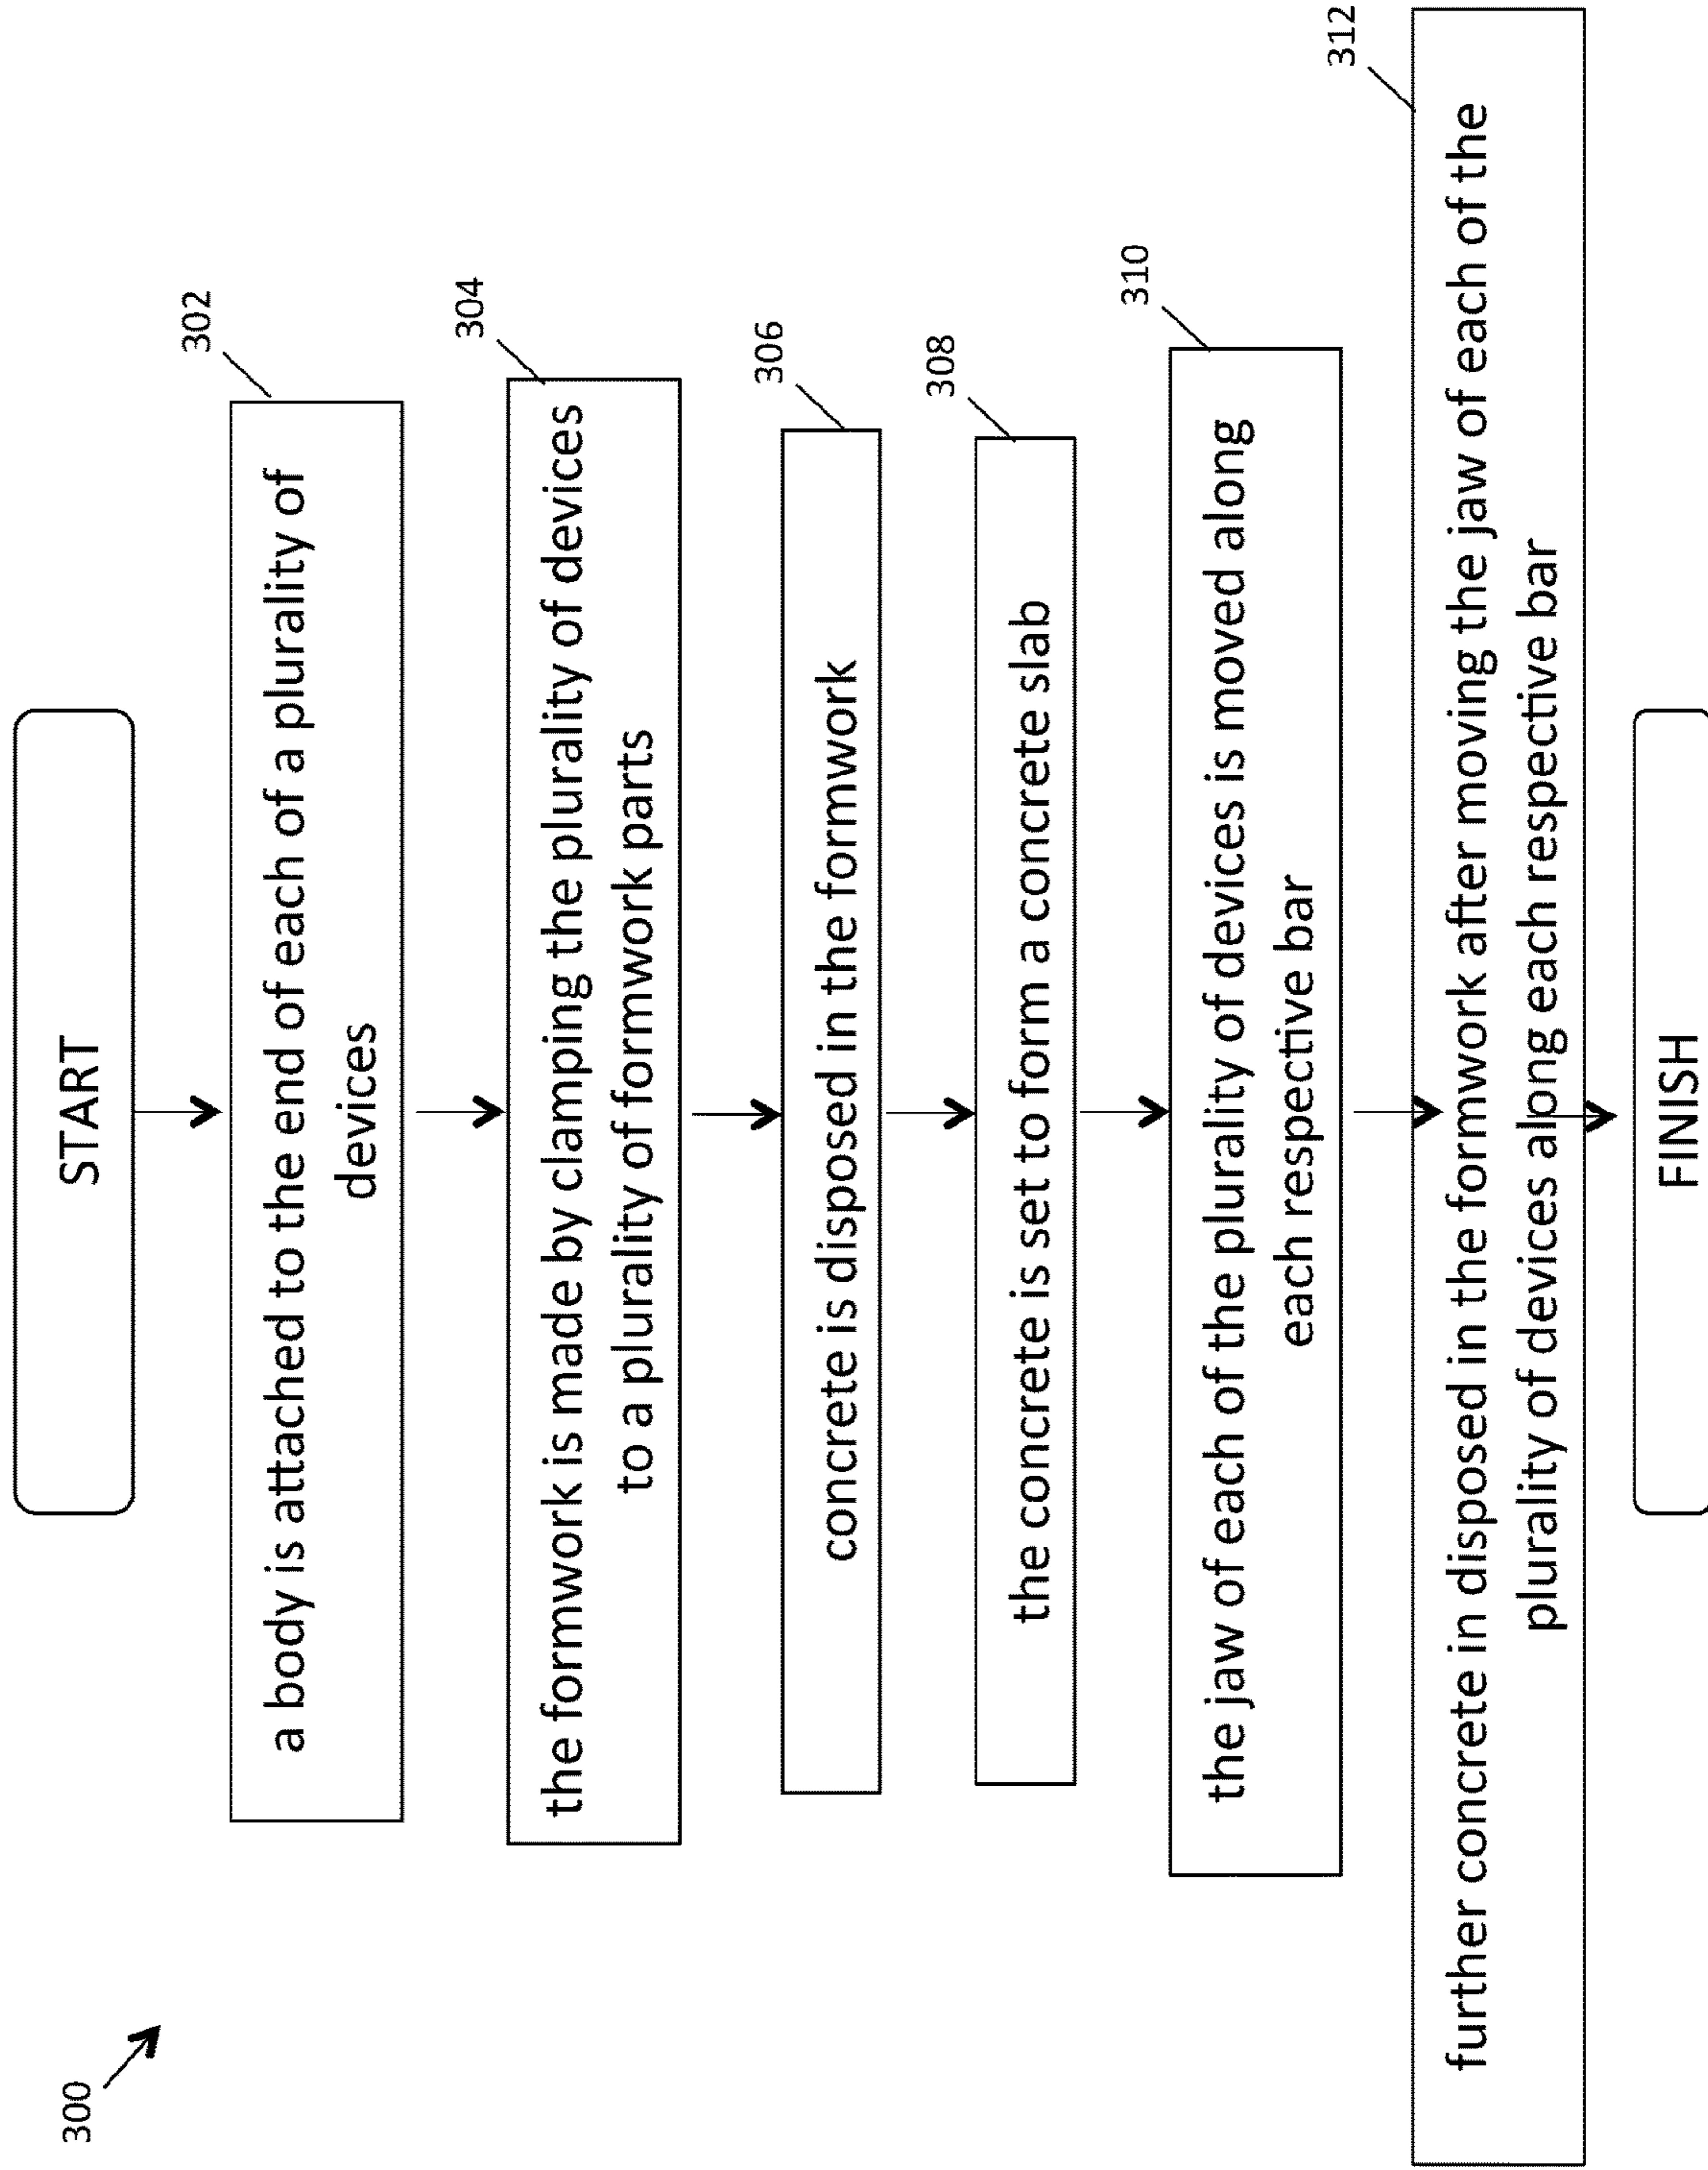 300
START
302
a body is attached to the end of each of a plurality of
devices
304
the formwork is made by clamping the plurality of devices
to a plurality of formwork parts
306
concrete is disposed in the formwork
308
the concrete is set to form a concrete slab
310
the jaw of each of the plurality of devices is moved along
each respective bar
312
further concrete in disposed in the formwork after moving the jaw of each of the
plurality of devices along each respective bar
FINISH